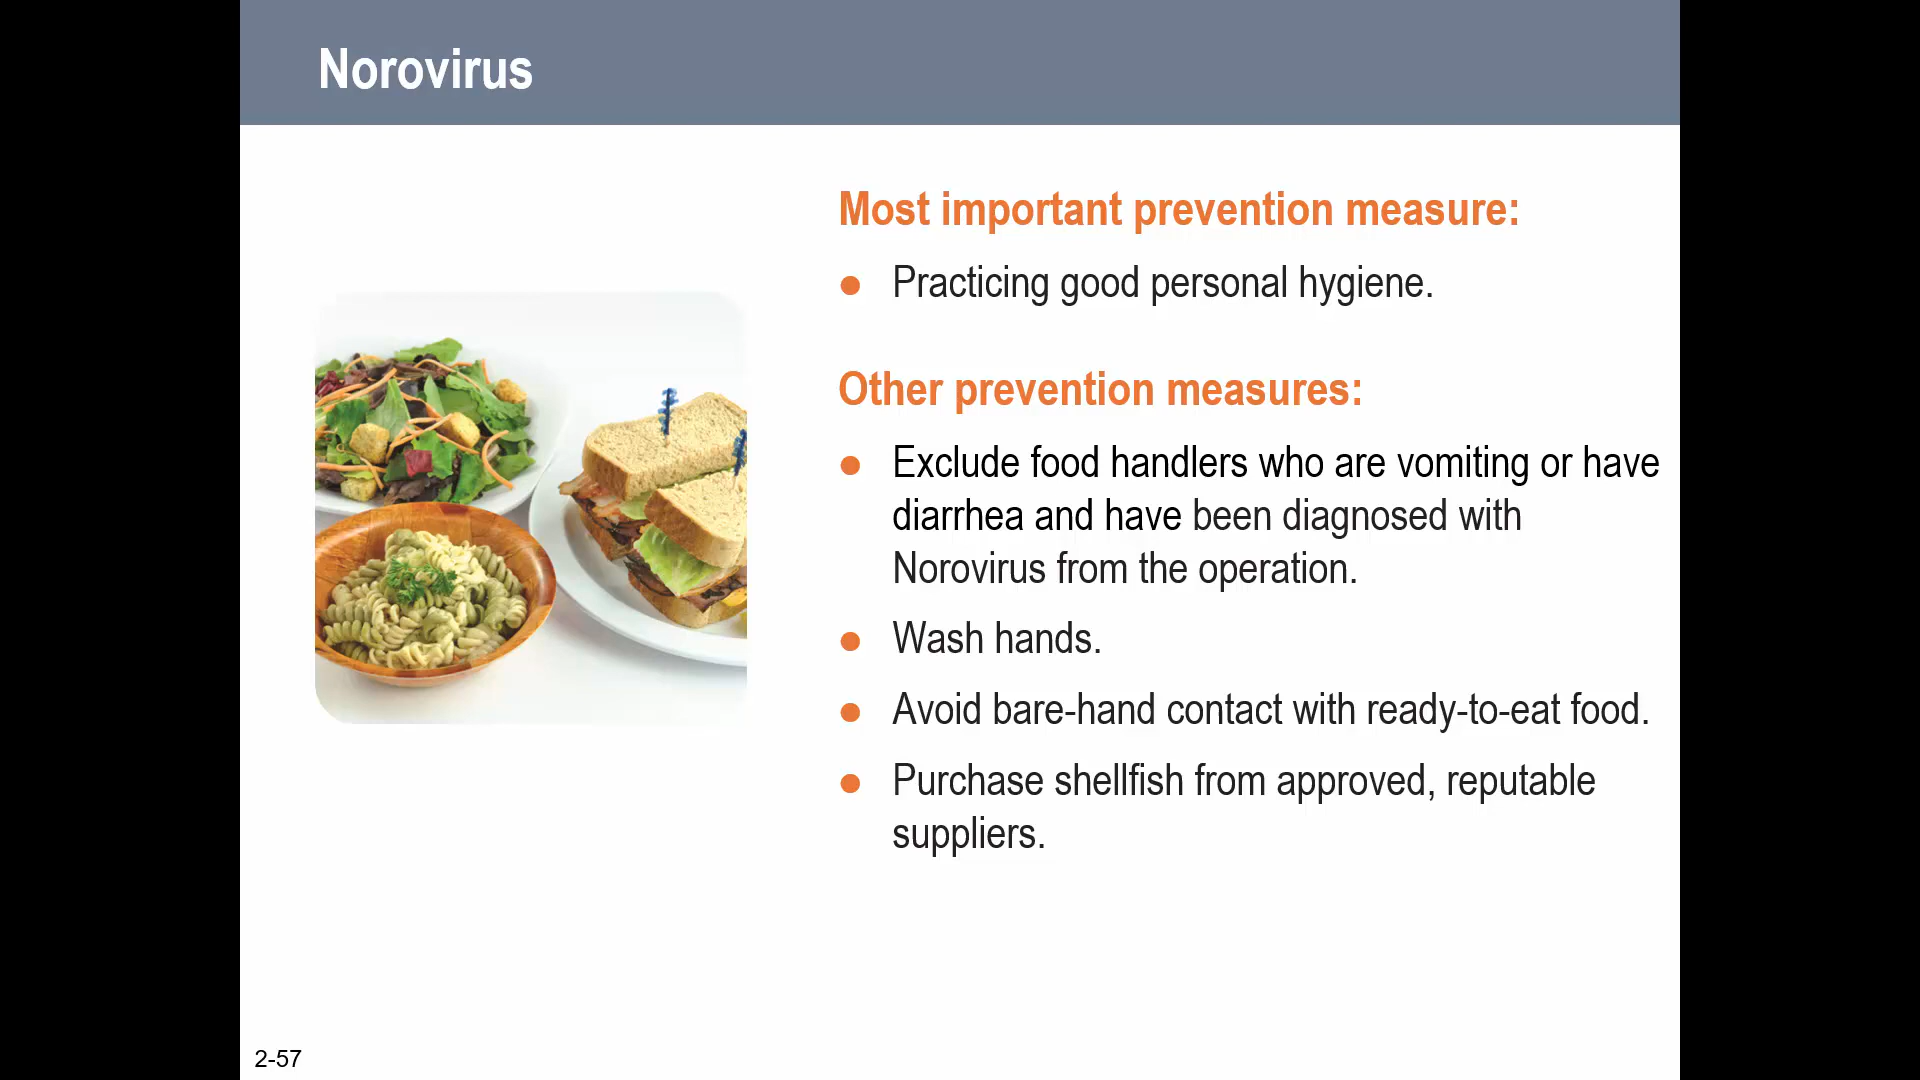 Norovirus
Most important prevention measure:
Practicing good personal hygiene.
Other prevention measures:
Exclude food handlers who are vomiting or have
diarrhea and have been diagnosed with
Norovirus from the operation.
Wash hands.
Avoid bare-hand contact with ready-to-eat food.
Purchase shellfish from approved, reputable
suppliers.
2-57